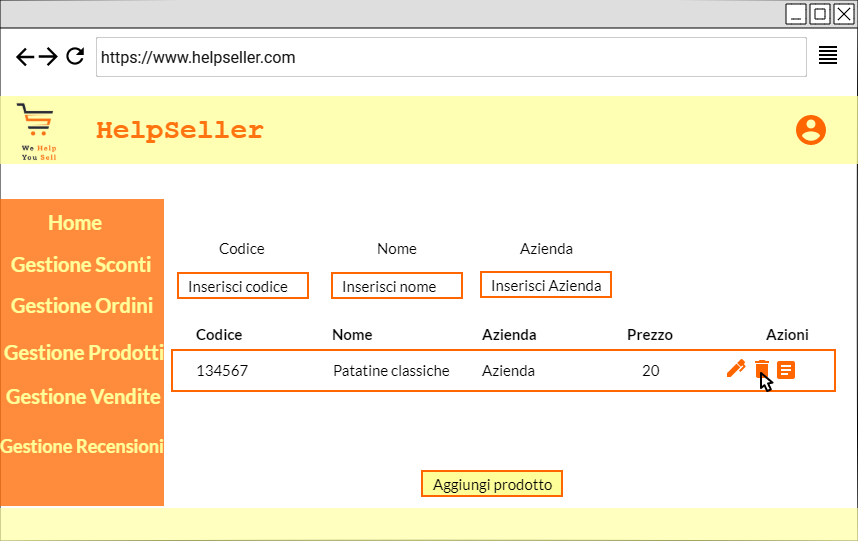 https://www.helpseller.com
We Help
You Sell
HelpSeller
Home
Gestione Sconti
Gestione Ordini
Gestione Prodotti
Gestione Vendite
Gestione Recensioni
Codice Nome Azienda
Inserisci codice Inserisci nome Inserisci Azienda
Codice Nome Azienda Prezzo Azioni
134567 Patatine classiche Azienda 20
Aggiungi prodotto